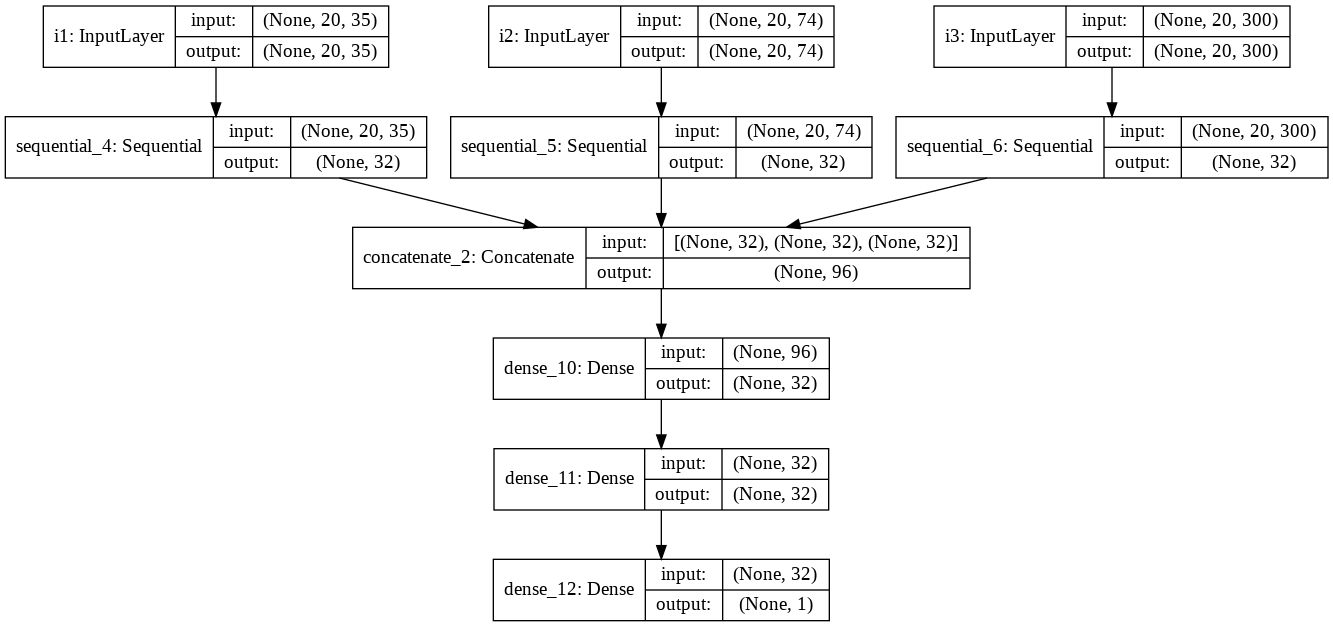 i1: InputLayer
input: (None, 20, 35)
output: (None, 20, 35)
i2: InputLayer
input: (None, 20, 74)
output: (None, 20, 74)
i3: InputLayer
input: (None, 20, 300)
output: (None, 20, 300)
sequential_4: Sequential
input: (None, 20, 35)
output: (None, 32)
sequential_5: Sequential
input: (None, 20, 74)
output: (None, 32)
sequential_6: Sequential
input: (None, 20, 300)
output: (None, 32)
concatenate_2: Concatenate
input: [(None, 32), (None, 32), (None, 32)]
output: (None, 96)
dense_10: Dense
input: (None, 96)
output: (None, 32)
dense_11: Dense
input: (None, 32)
output: (None, 32)
dense_12: Dense
input: (None, 32)
output: (None, 1)